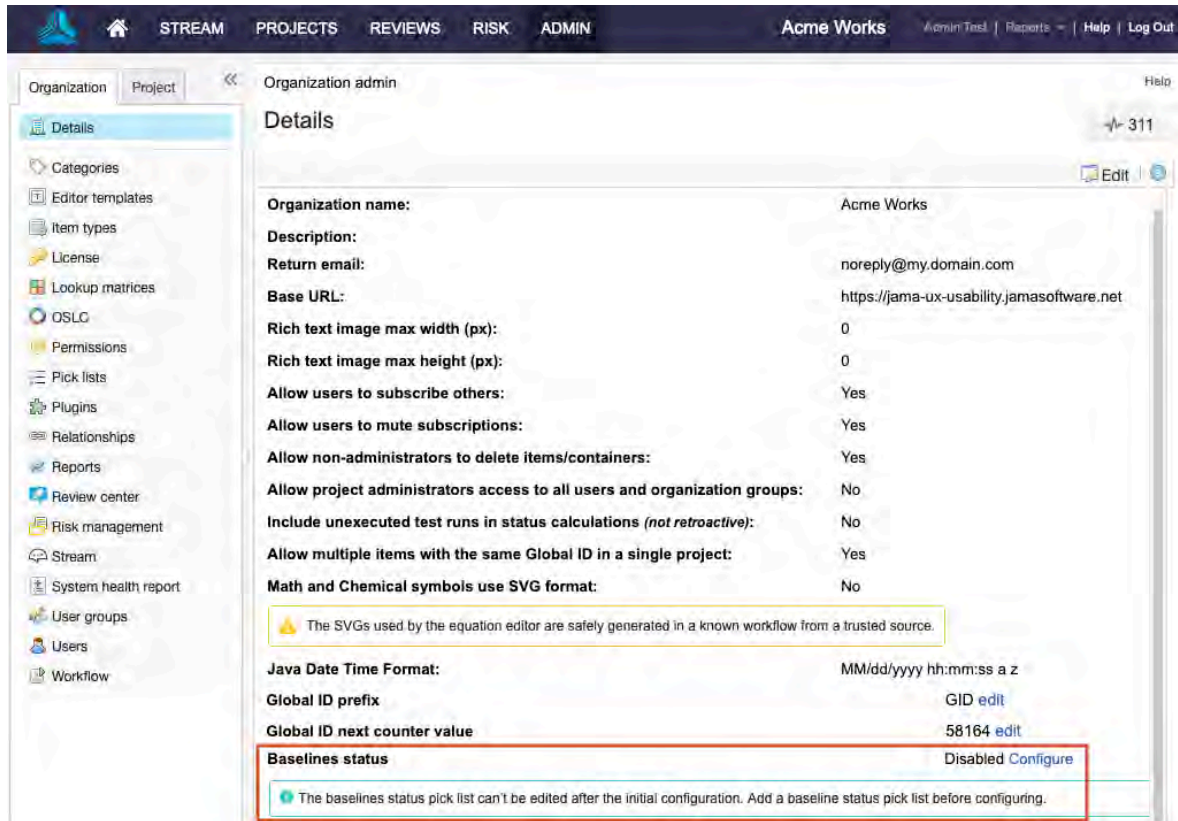 STREAM PROJECTS REVIEWS RISK ADMIN Acme Works Admin Test | Reports | Help | Log Out
Organization Project
Organization admin Help
Details
311
Edit
Details
Categories
Editor templates
Item types
License
Lookup matrices
OSLC
Permissions
Pick lists
Plugins
Relationships
Reports
Review center
Risk management
Stream
System health report
User groups
Users
Workflow
Organization name: Acme Works
Description:
Return email: noreply@my.domain.com
Base URL: https://jama-ux-usability.jamasoftware.net
Rich text image max width (px): 0
Rich text image max height (px): 0
Allow users to subscribe others: Yes
Allow users to mute subscriptions: Yes
Allow non-administrators to delete items/containers: Yes
Allow project administrators access to all users and organization groups: No
Include unexecuted test runs in status calculations (not retroactive): No
Allow multiple items with the same Global ID in a single project: Yes
Math and Chemical symbols use SVG format: No
The SVGs used by the equation editor are safely generated in a known workflow from a trusted source.
Java Date Time Format: MM/dd/yyyy hh:mm:ss a z
Global ID prefix GID edit
Global ID next counter value 58164 edit
Baselines status Disabled Configure
The baselines status pick list can't be edited after the initial configuration. Add a baseline status pick list before configuring.